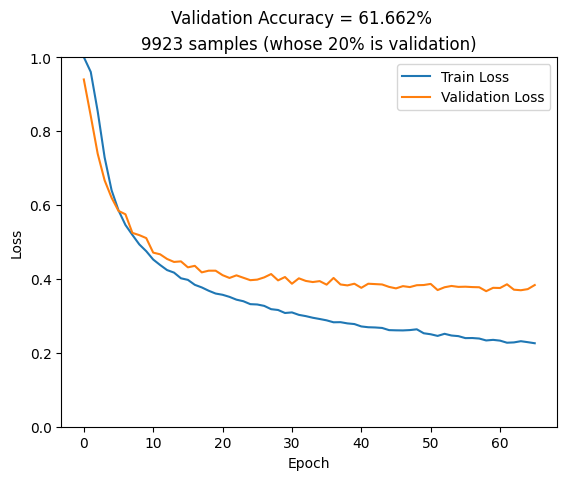 Validation Accuracy = 61.662%
9923 samples (whose 20% is validation)
Train Loss
Validation Loss
1.0
0.8
0.6
0.4
0.2
0.0
Loss
0
10
20
30
40
50
60
Epoch